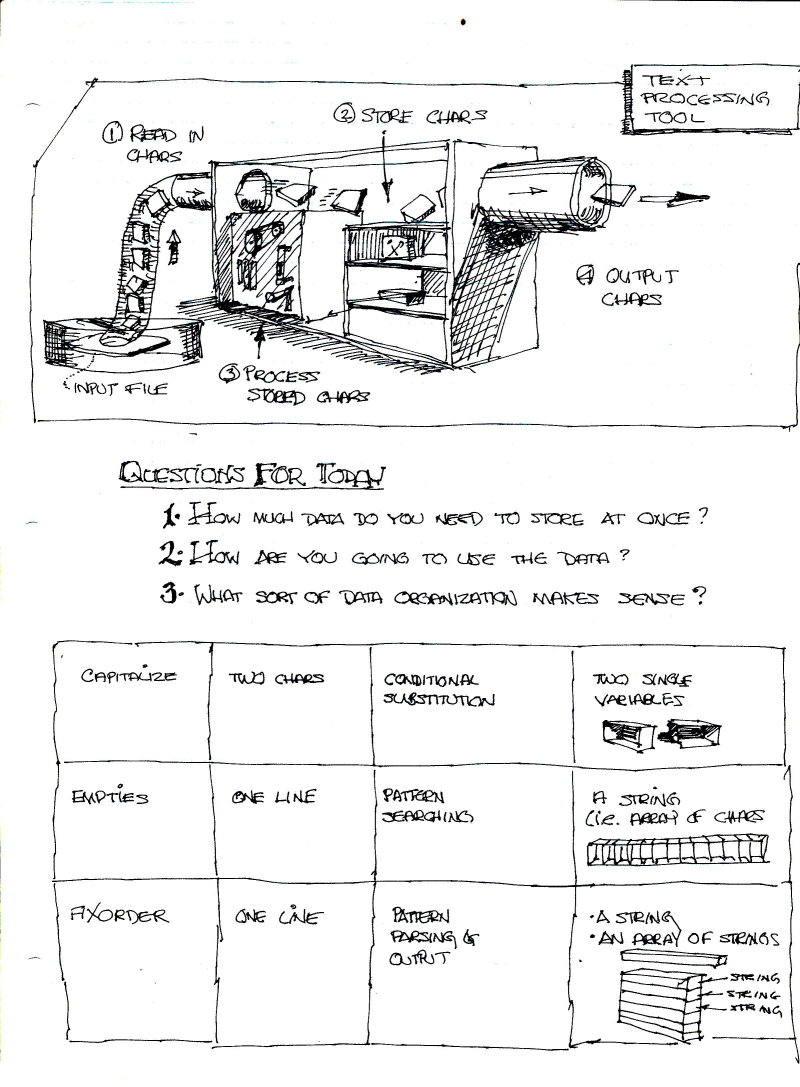 TEXT
PROCESSING
TOOL
① READ IN
CHARS
② STORE CHARS
④ OUTPUT
CHARS
③ PROCESS
STORED CHARS
INPUT FILE
QUESTIONS FOR TODAY
1. HOW MUCH DATA DO YOU NEED TO STORE AT ONCE?
2. HOW ARE YOU GOING TO USE THE DATA?
3. WHAT SORT OF DATA ORGANIZATION MAKES SENSE?
CAPITALIZE
TWO CHARS
CONDITIONAL
SUBSTITUTION
TWO SINGLE
VARIABLES
EMPTIES
ONE LINE
PATTERN
SEARCHING
A STRING
(i.e. ARRAY OF CHARS
FIXORDER
ONE LINE
PATTERN
PARSING &
OUTPUT
• A STRING
• AN ARRAY OF STRINGS
STRING
STRING
STRING